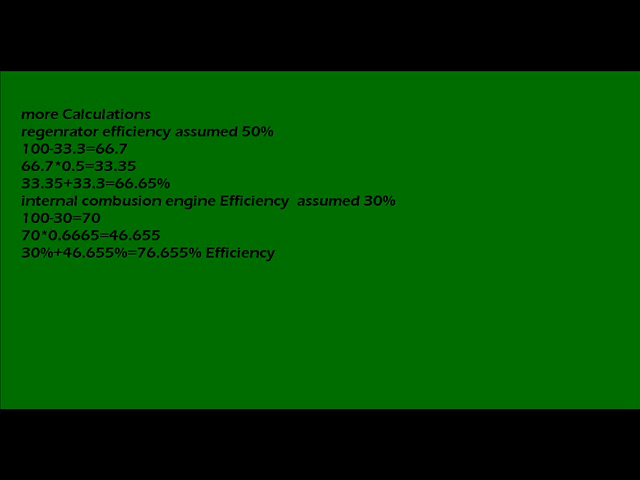 more Calculations
regenrator efficiency assumed 50%
100-33.3=66.7
66.7*0.5=33.35
33.35+33.3=66.65%
internal combusion engine Efficiency  assumed 30%
100-30=70
70*0.6665=46.655
30%+46.655%=76.655% Efficiency